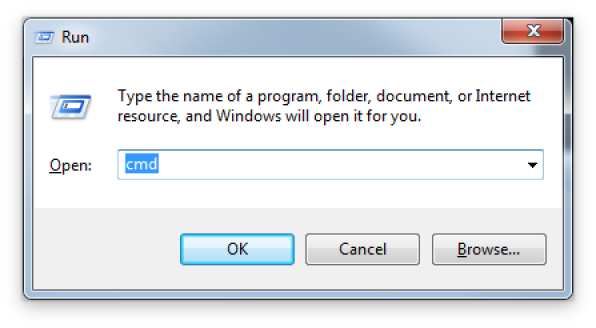 Run
Type the name of a program, folder, document, or Internet
resource, and Windows will open it for you.
Open: cmd
OK Cancel Browse...